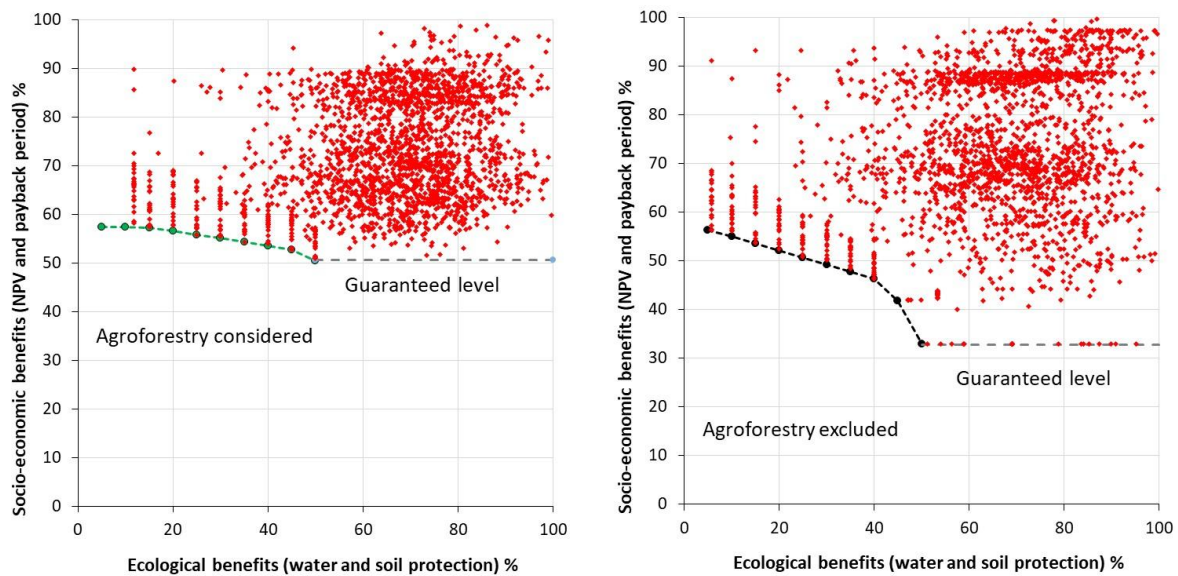 Socio-economic benefits (NPV and payback period) %
100
90
80
70
60
50
40
30
20
10
0
Guaranteed level
Agroforestry considered
0 20 40 60 80 100
Ecological benefits (water and soil protection) %
Socio-economic benefits (NPV and payback period) %
100
90
80
70
60
50
40
30
20
10
0
Guaranteed level
Agroforestry excluded
0 20 40 60 80 100
Ecological benefits (water and soil protection) %